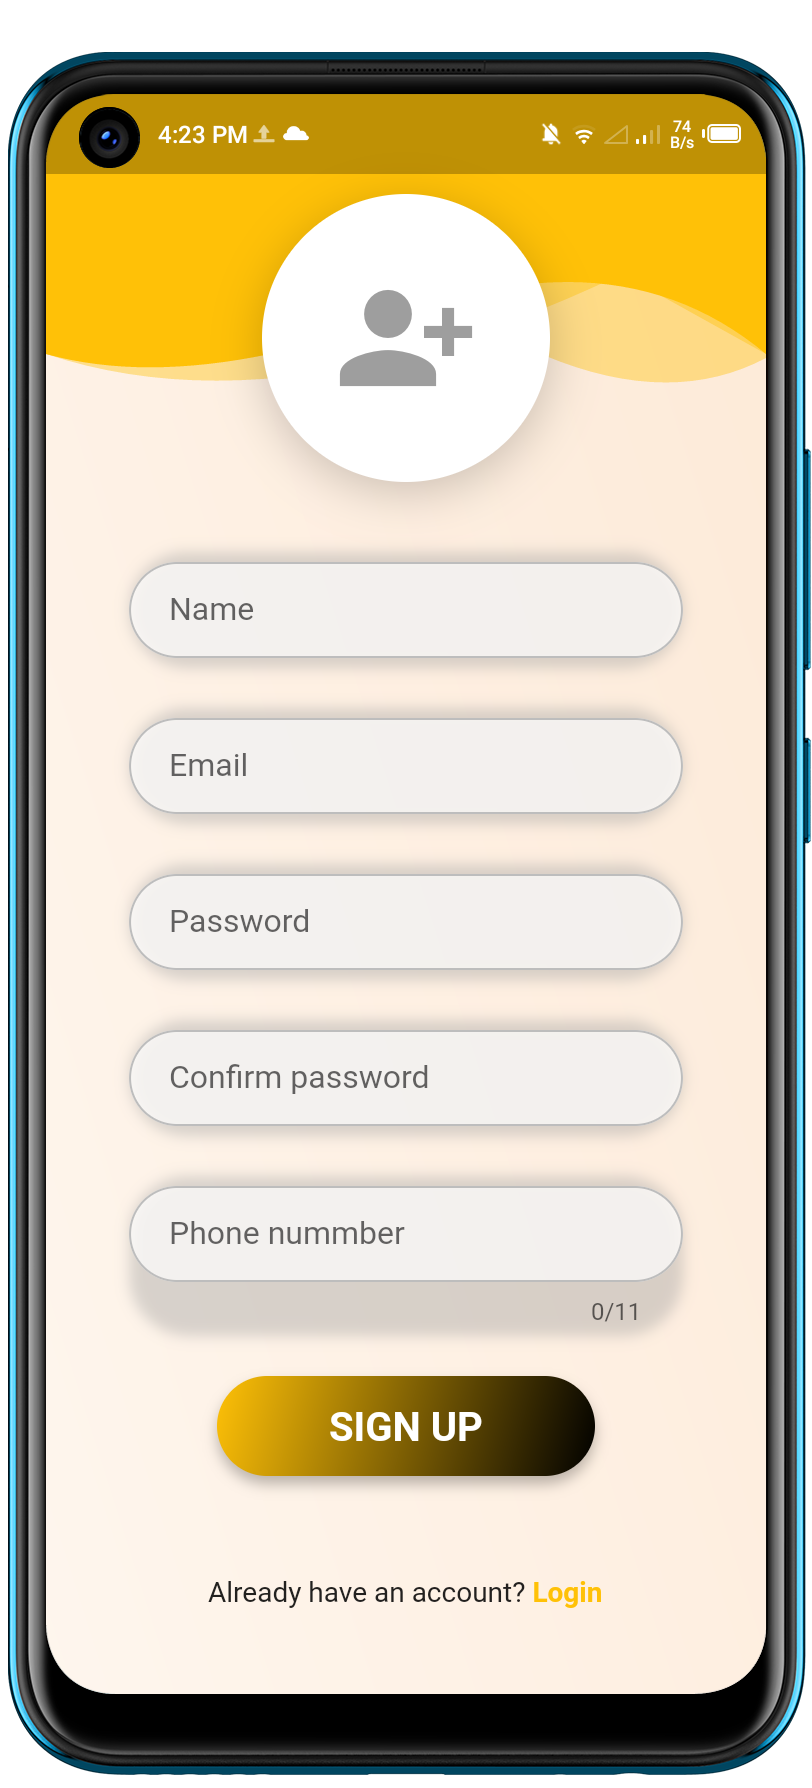 4:23 PM 74
B/s
Name
Email
Password
Confirm password
Phone nummber
0/11
SIGN UP
Already have an account? Login